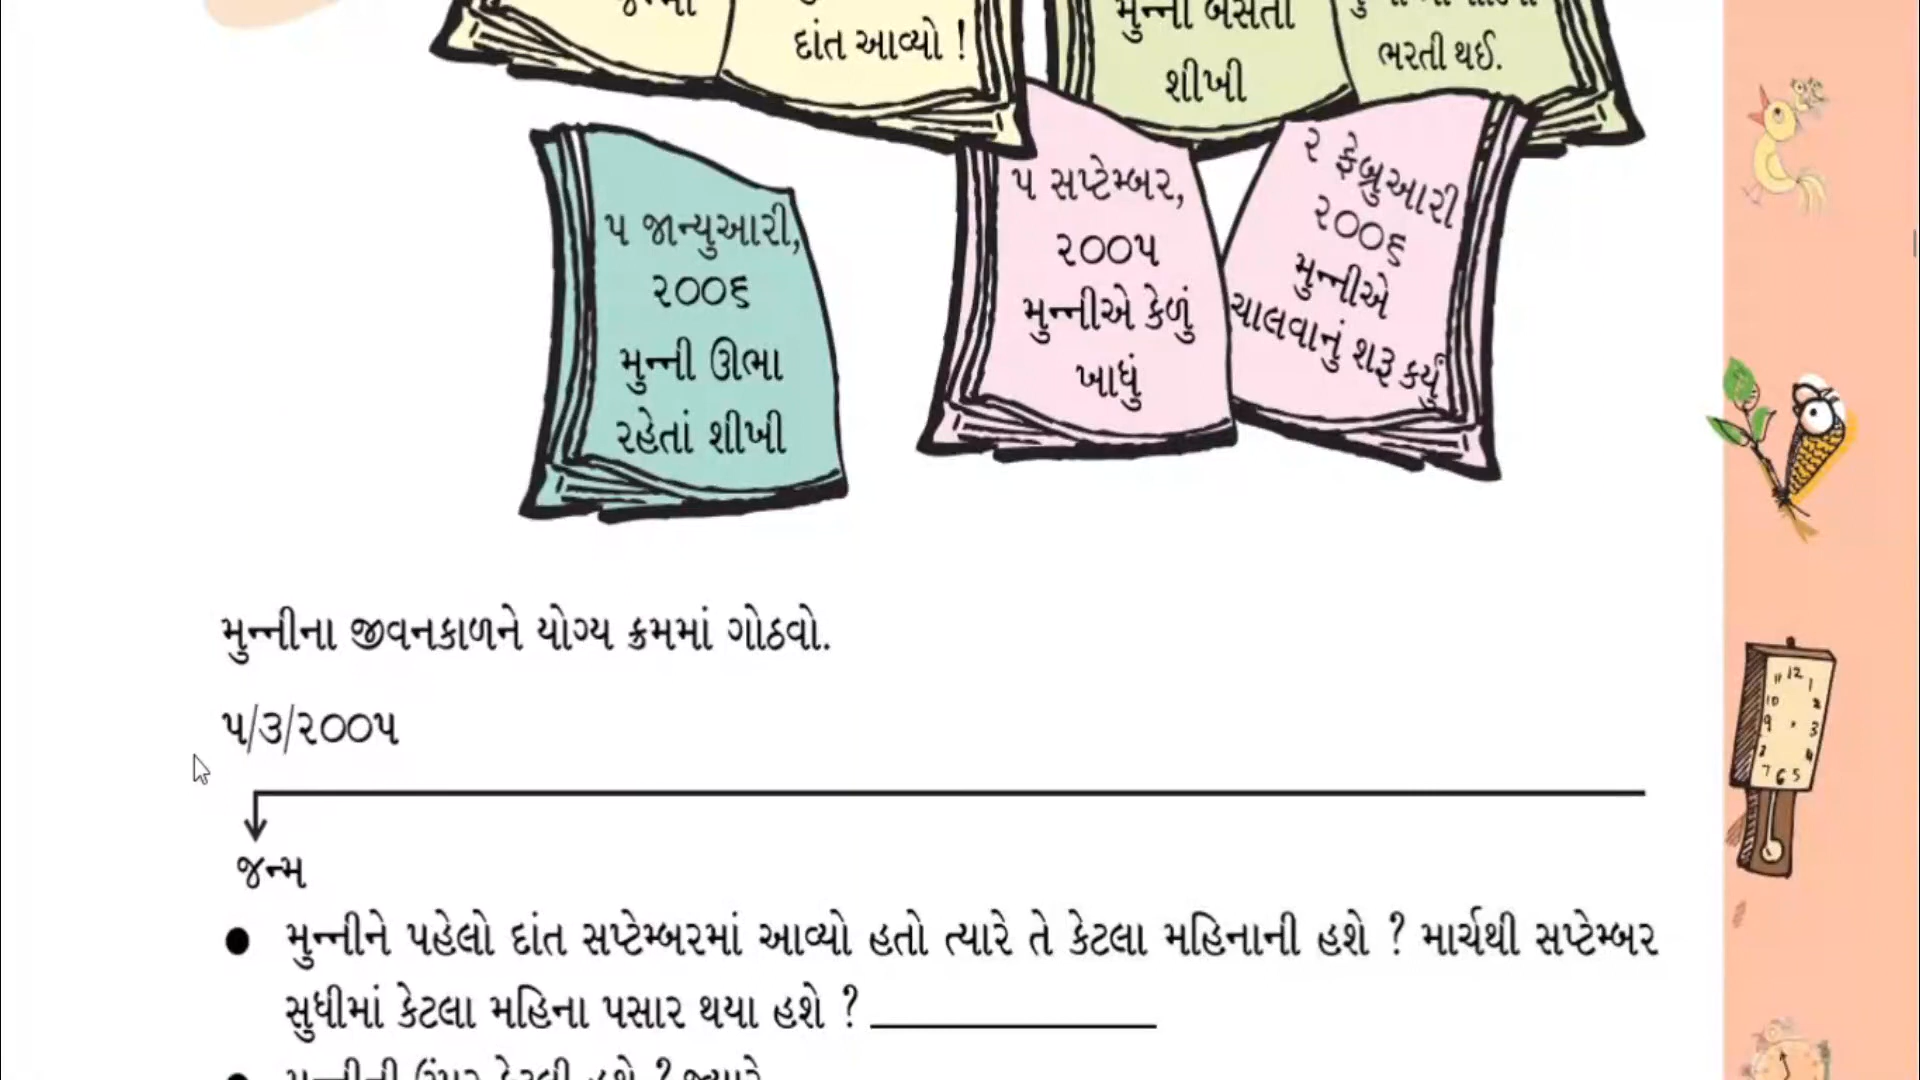 દાંત આવ્યો !
મુન્ની બેસતા
શીખી
ભરતી થઈ.
૫ જાન્યુઆરી,
૨૦૦૬
મુન્ની ઊભા
રહેતાં શીખી
૫ સપ્ટેમ્બર,
૨૦૦૫
મુન્નીએ કેળું
ખાધું
૨ ફેબ્રુઆરી
૨૦૦૬
મુન્નીએ
ચાલવાનું શરૂ કર્યું
મુન્નીના જીવનકાળને યોગ્ય ક્રમમાં ગોઠવો.
૫/૩/૨૦૦૫
જન્મ
● મુન્નીને પહેલો દાંત સપ્ટેમ્બરમાં આવ્યો હતો ત્યારે તે કેટલા મહિનાની હશે ? માર્ચથી સપ્ટેમ્બર
સુધીમાં કેટલા મહિના પસાર થયા હશે ?